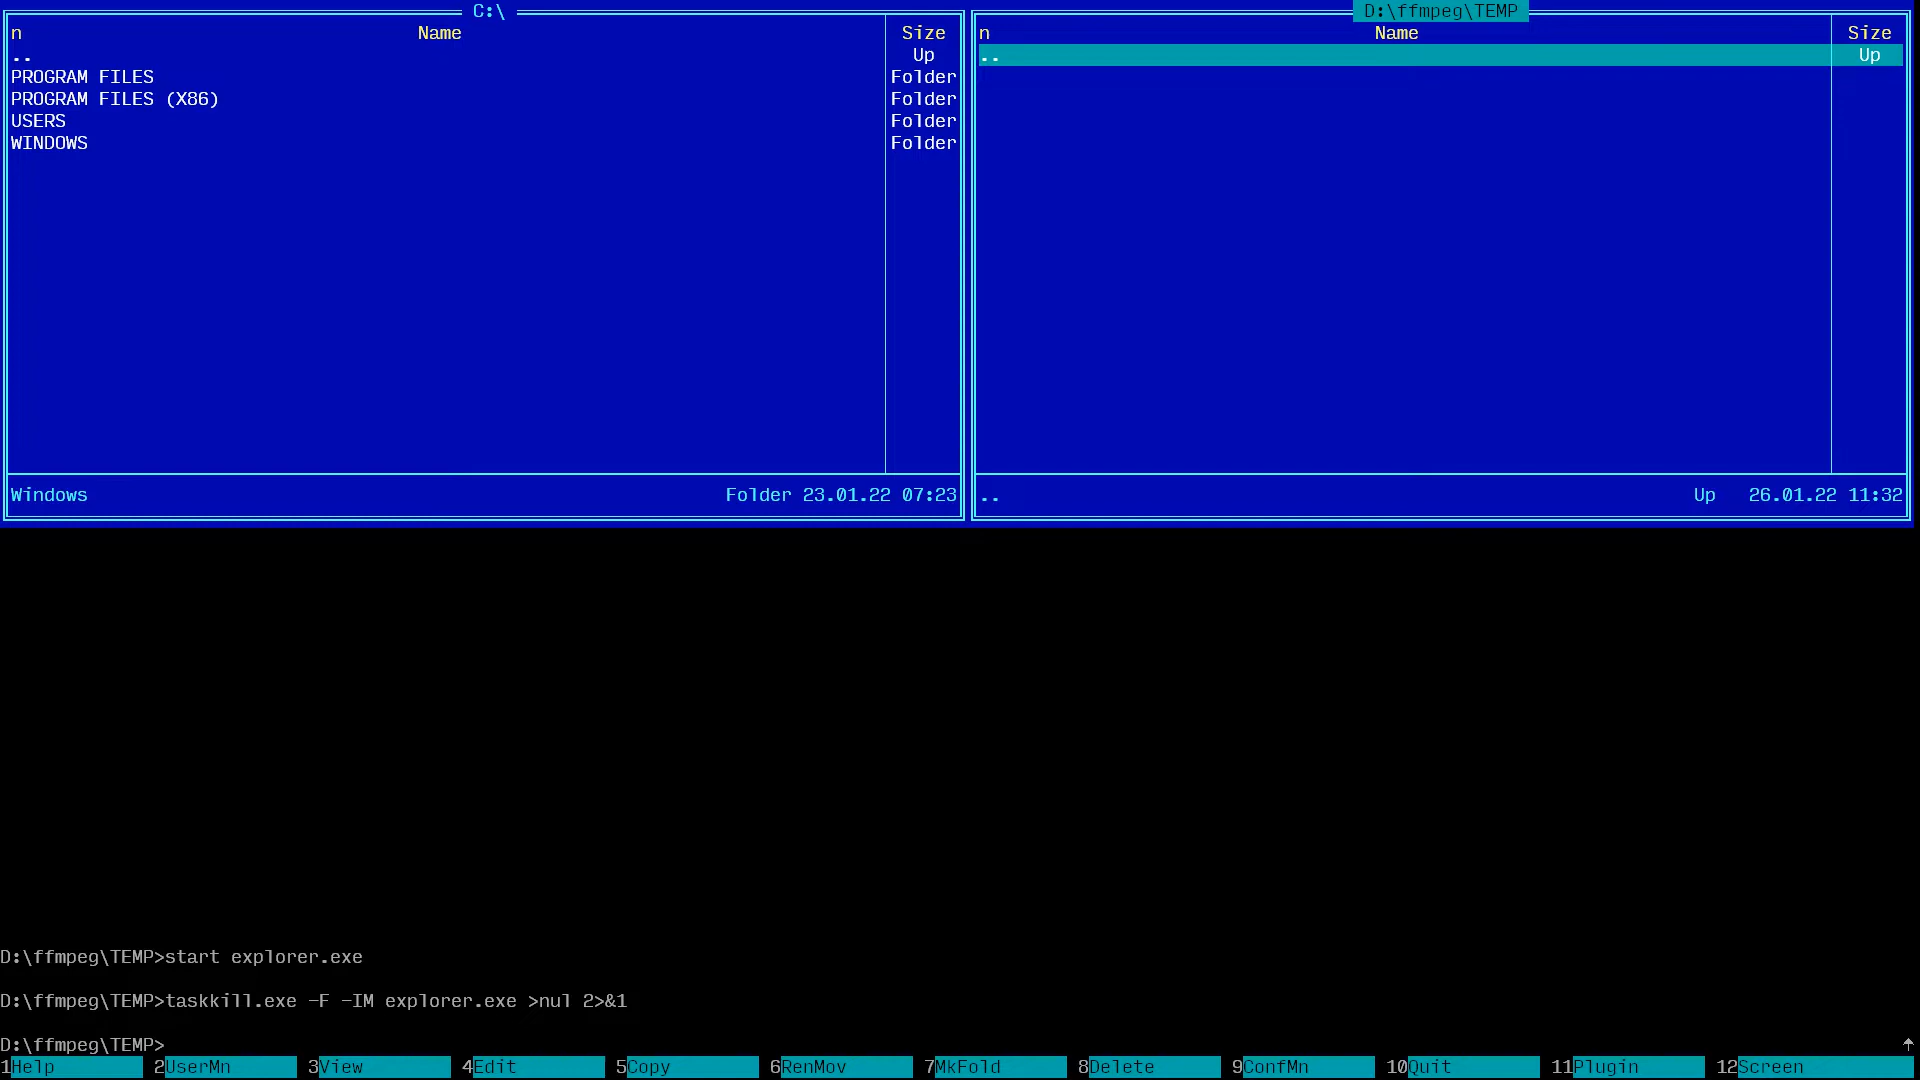 C:\
n Name Size
.. Up
PROGRAM FILES Folder
PROGRAM FILES (X86) Folder
USERS Folder
WINDOWS Folder
Windows Folder 23.01.22 07:23
D:\ffmpeg\TEMP
n Name Size
.. Up
.. Up 26.01.22 11:32
D:\ffmpeg\TEMP>start explorer.exe
D:\ffmpeg\TEMP>taskkill.exe -F -IM explorer.exe >nul 2>&1
D:\ffmpeg\TEMP>
1Help 2UserMn 3View 4Edit 5Copy 6RenMov 7MkFold 8Delete 9ConfMn 10Quit 11Plugin 12Screen